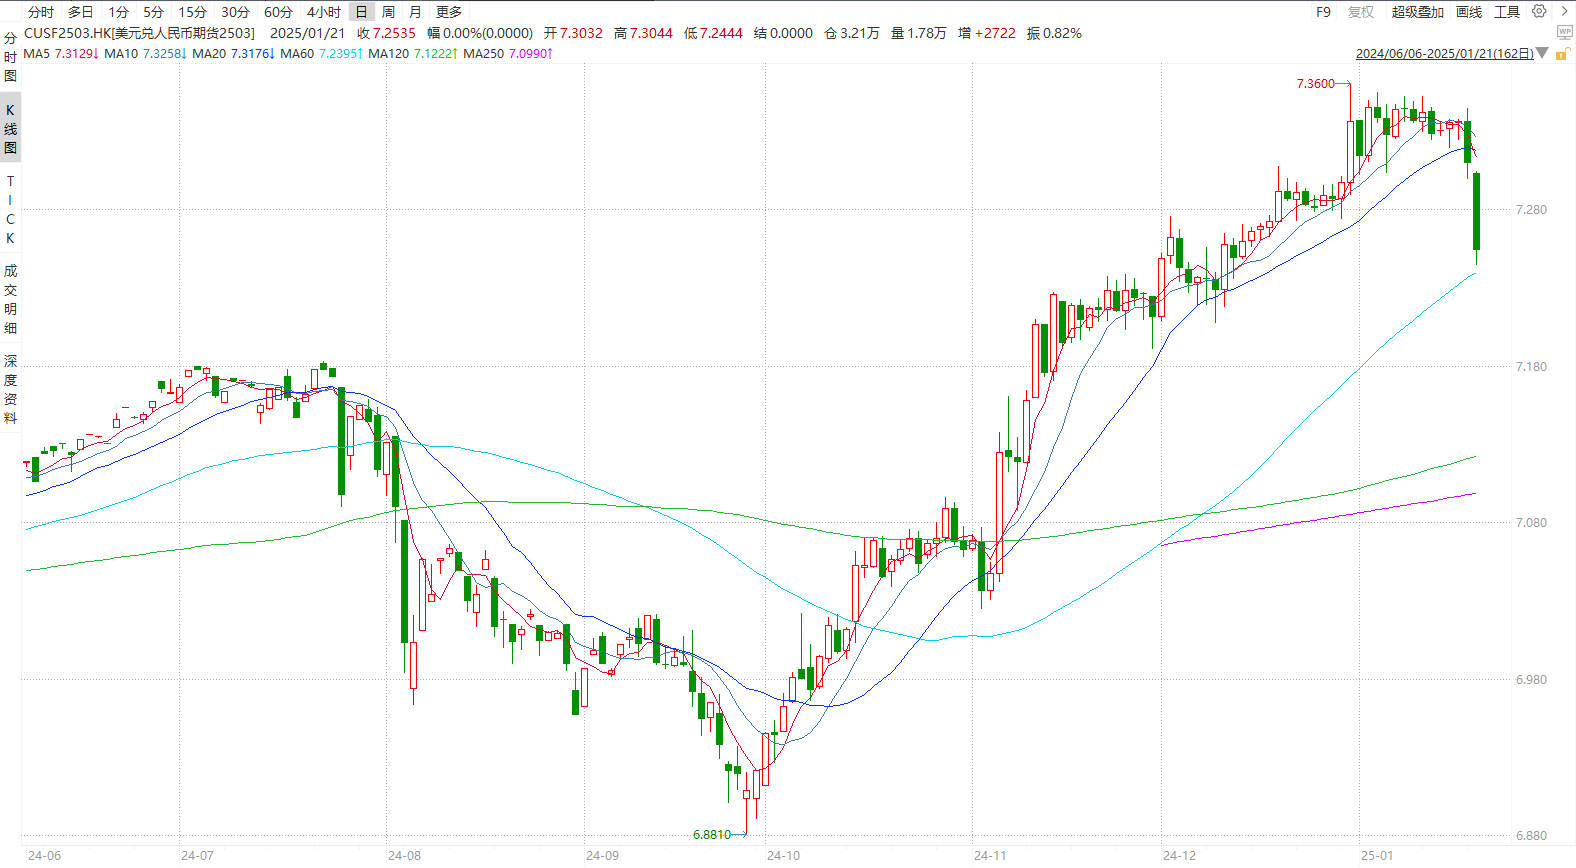 分时 多日 1分 5分 15分 30分 60分 4小时 日 周 月 更多 F9 复权 超级叠加 画线 工具
CUSF2503.HK[美元兑人民币期货2503] 2025/01/21 收 7.2535 幅 0.00%(0.0000) 开 7.3032 高 7.3044 低 7.2444 结 0.0000 仓 3.21万 量 1.78万 增 +2722 振 0.82%
MA5 7.3129↓ MA10 7.3258↓ MA20 7.3176↓ MA60 7.2395↑ MA120 7.1222↑ MA250 7.0990↑ 2024/06/06-2025/01/21(162日)
WP
分时图
K线图
TICK
成交明细
深度资料
7.3600
7.280
7.180
7.080
6.980
6.8810
6.880
24-06 24-07 24-08 24-09 24-10 24-11 24-12 25-01